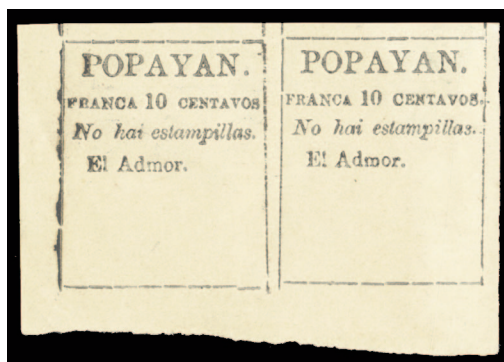 POPAYAN.
FRANCA 10 CENTAVOS
No hai estampillas.
El Admor.
POPAYAN.
FRANCA 10 CENTAVOS.
No hai estampillas.
El Admor.